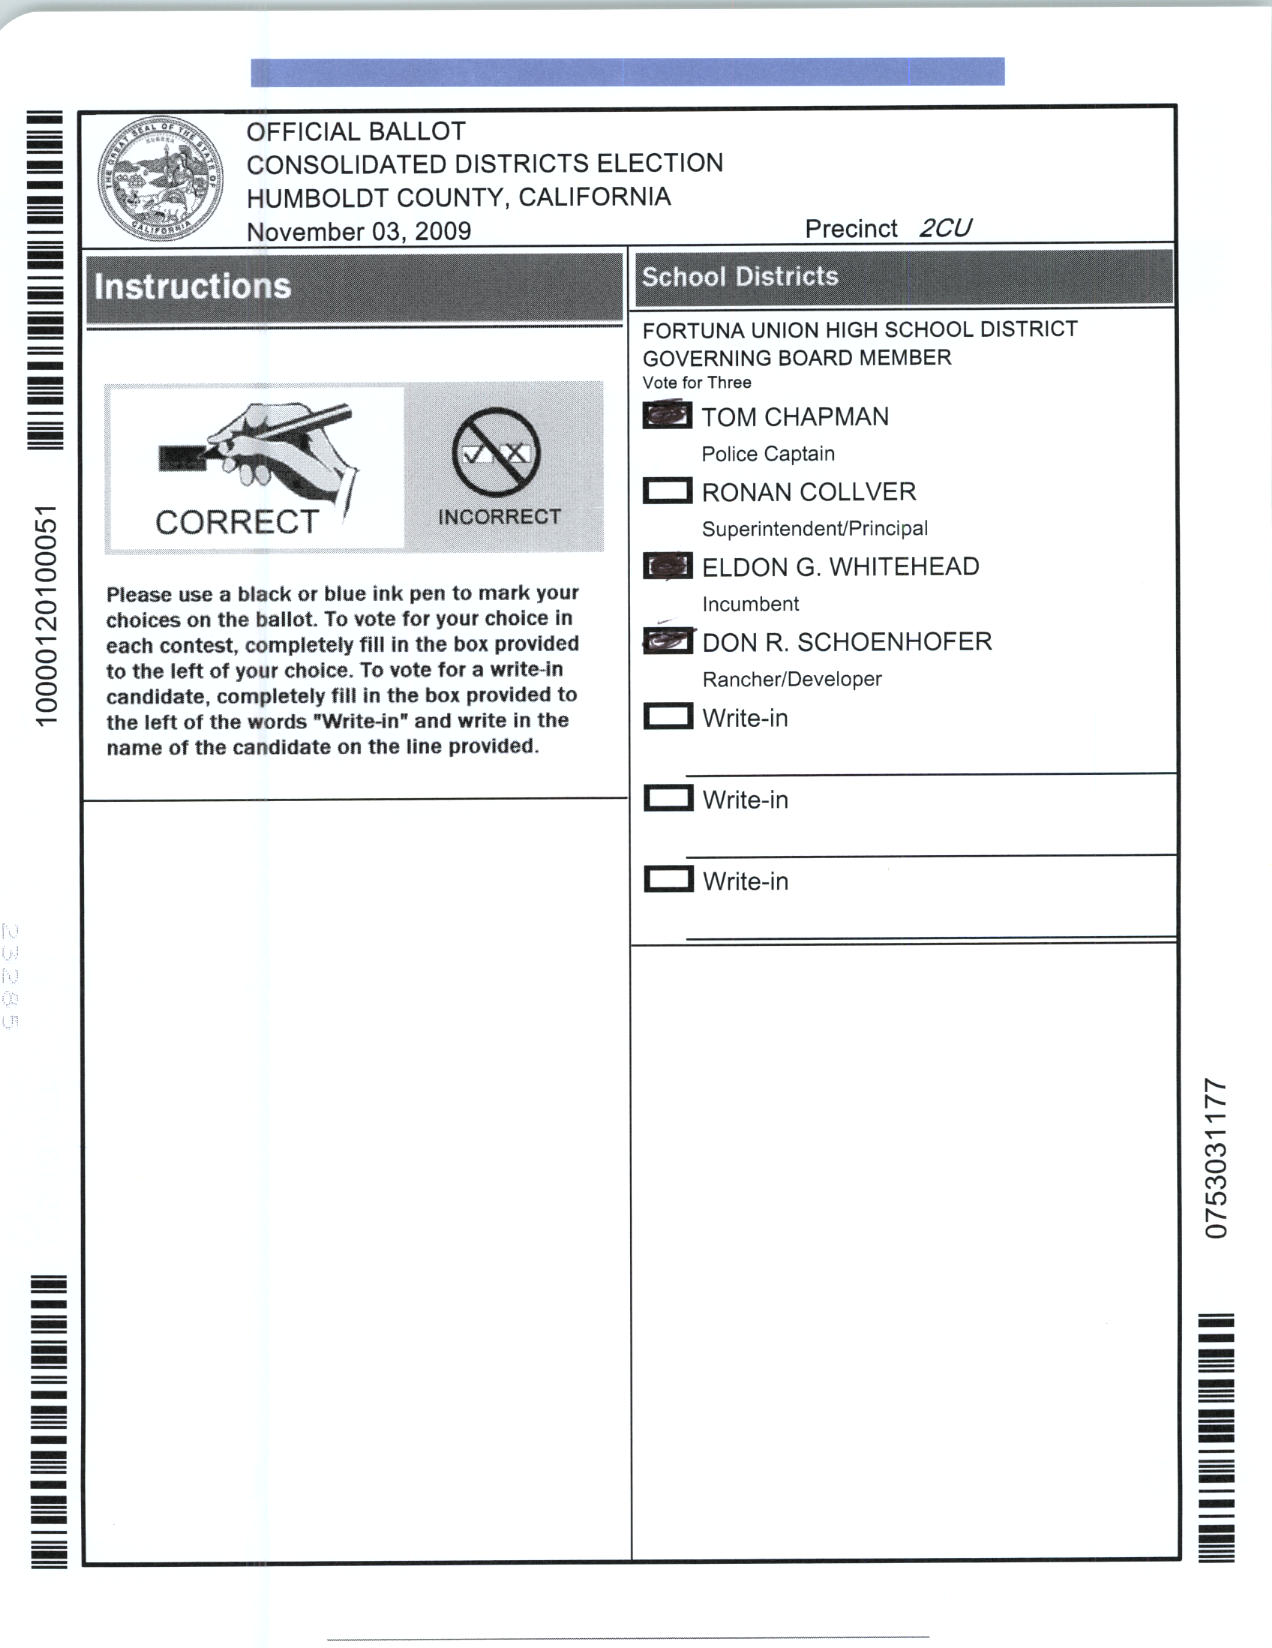 OFFICIAL BALLOT
CONSOLIDATED DISTRICTS ELECTION
HUMBOLDT COUNTY, CALIFORNIA
November 03, 2009
Precinct 2CU
THE GREAT SEAL OF THE STATE OF CALIFORNIA
EUREKA
Instructions
CORRECT
INCORRECT
Please use a black or blue ink pen to mark your
choices on the ballot. To vote for your choice in
each contest, completely fill in the box provided
to the left of your choice. To vote for a write-in
candidate, completely fill in the box provided to
the left of the words "Write-in" and write in the
name of the candidate on the line provided.
School Districts
FORTUNA UNION HIGH SCHOOL DISTRICT
GOVERNING BOARD MEMBER
Vote for Three
TOM CHAPMAN
Police Captain
RONAN COLLVER
Superintendent/Principal
ELDON G. WHITEHEAD
Incumbent
DON R. SCHOENHOFER
Rancher/Developer
Write-in
Write-in
Write-in
10000120100051
23285
0753031177